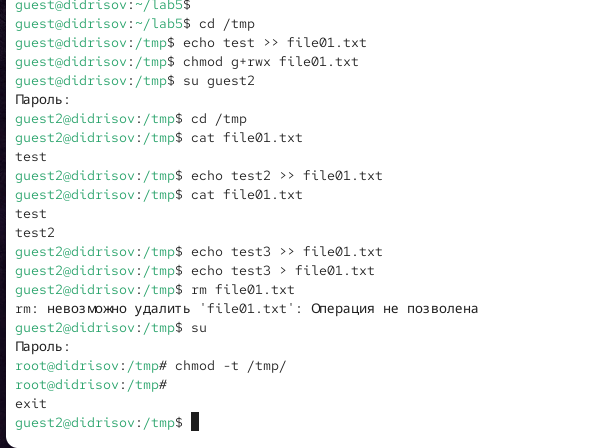 guest@didrisov:~/lab5$
guest@didrisov:~/lab5$ cd /tmp
guest@didrisov:/tmp$ echo test >> file01.txt
guest@didrisov:/tmp$ chmod g+rwx file01.txt
guest@didrisov:/tmp$ su guest2
Пароль:
guest2@didrisov:/tmp$ cd /tmp
guest2@didrisov:/tmp$ cat file01.txt
test
guest2@didrisov:/tmp$ echo test2 >> file01.txt
guest2@didrisov:/tmp$ cat file01.txt
test
test2
guest2@didrisov:/tmp$ echo test3 >> file01.txt
guest2@didrisov:/tmp$ echo test3 > file01.txt
guest2@didrisov:/tmp$ rm file01.txt
rm: невозможно удалить 'file01.txt': Операция не позволена
guest2@didrisov:/tmp$ su
Пароль:
root@didrisov:/tmp# chmod -t /tmp/
root@didrisov:/tmp#
exit
guest2@didrisov:/tmp$